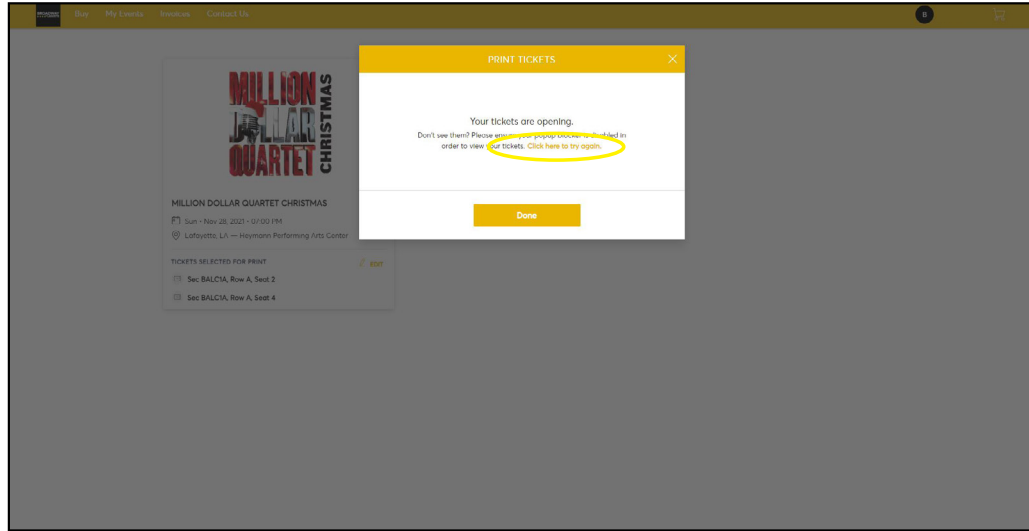 Buy My Events Invoices Contact Us B
PRINT TICKETS
MILLION
DOLLAR
QUARTET
CHRISTMAS
Your tickets are opening.
Don't see them? Please ensure your popup blocker is disabled in
order to view your tickets. Click here to try again.
Done
MILLION DOLLAR QUARTET CHRISTMAS
Sun • Nov 28, 2021 • 07:00 PM
Lafayette, LA — Heymann Performing Arts Center
TICKETS SELECTED FOR PRINT EDIT
Sec BALC1A, Row A, Seat 2
Sec BALC1A, Row A, Seat 4